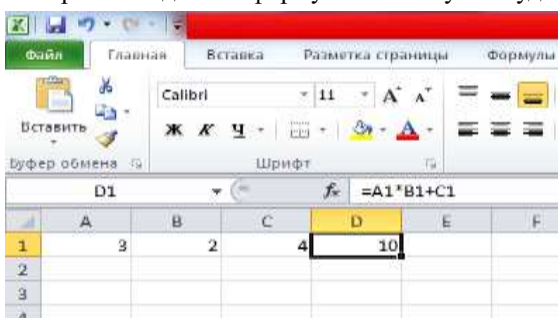 Файл Главная Вставка Разметка страницы Формулы
Calibri 11 A A
Вставить Ж К Ч
Буфер обмена Шрифт
D1 fx =A1*B1+C1
A B C D E F
1 3 2 4 10
2
3